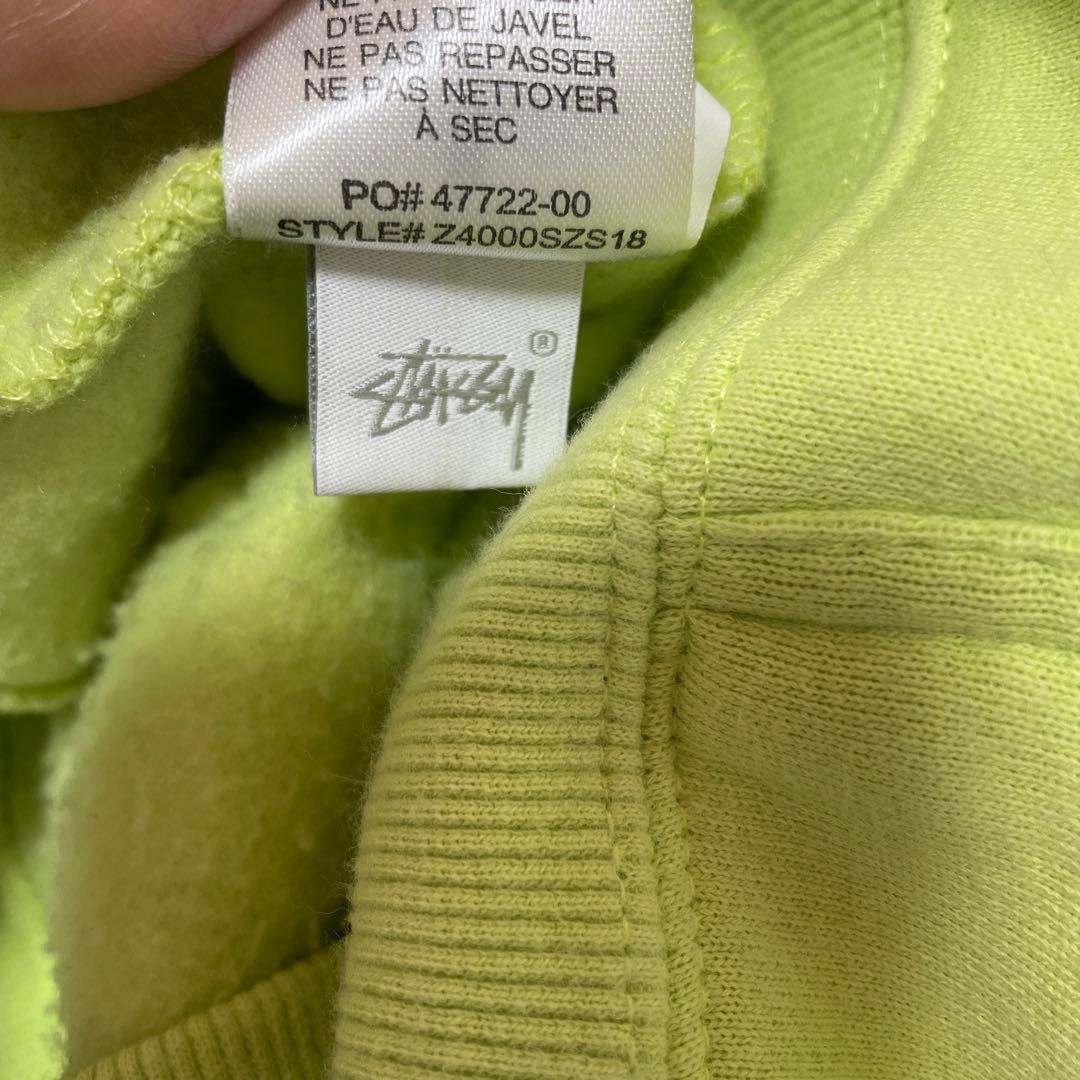 D'EAU DE JAVEL
NE PAS REPASSER
NE PAS NETTOYER
À SEC
PO# 47722-00
STYLE# Z4000SZS18
®
Stüssy